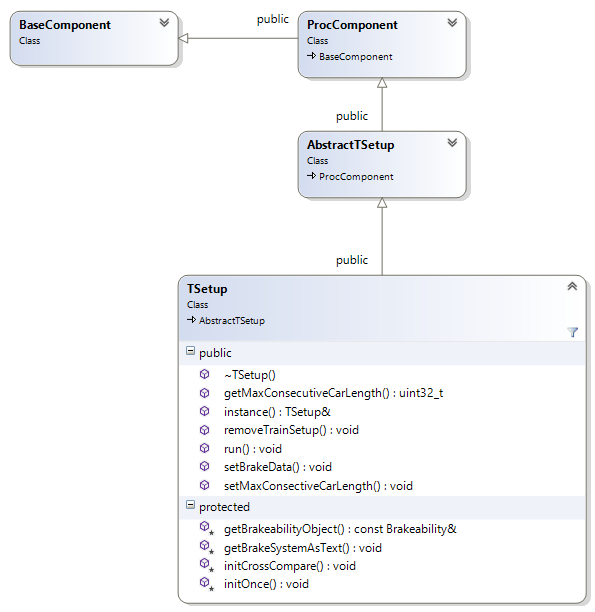 BaseComponent
Class
public
ProcComponent
Class
BaseComponent
public
AbstractTSetup
Class
ProcComponent
public
TSetup
Class
AbstractTSetup
public
~TSetup()
getMaxConsecutiveCarLength() : uint32_t
instance() : TSetup&
removeTrainSetup() : void
run() : void
setBrakeData() : void
setMaxConsectiveCarLength() : void
protected
getBrakeabilityObject() : const Brakeability&
getBrakeSystemAsText() : void
initCrossCompare() : void
initOnce() : void